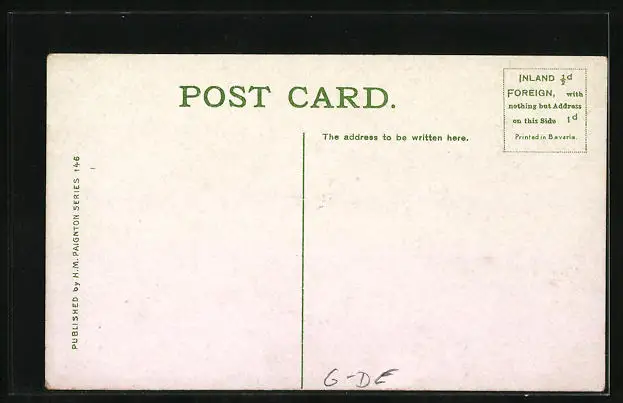 POST CARD.
The address to be written here.
INLAND ½d
FOREIGN, with
nothing but Address
on this Side 1d
Printed in Bavaria.
PUBLISHED by H.M. PAIGNTON SERIES 146
G-DE